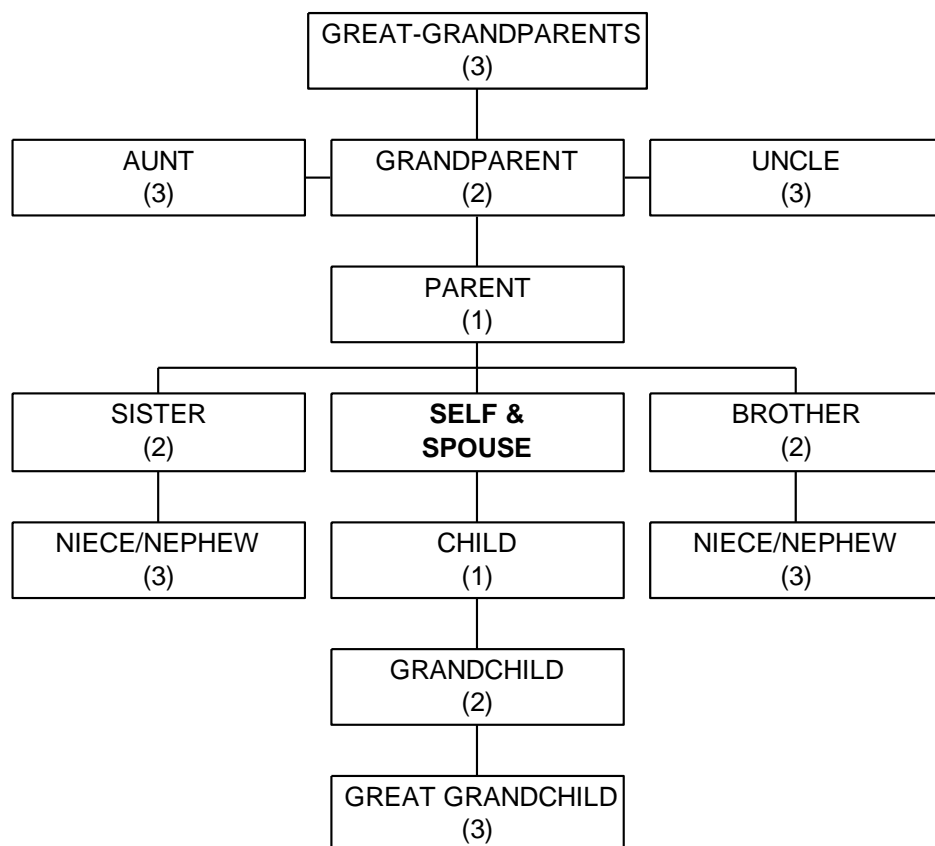 GREAT-GRANDPARENTS
(3)
AUNT
(3)
GRANDPARENT
(2)
UNCLE
(3)
PARENT
(1)
SISTER
(2)
SELF &
SPOUSE
BROTHER
(2)
NIECE/NEPHEW
(3)
CHILD
(1)
NIECE/NEPHEW
(3)
GRANDCHILD
(2)
GREAT GRANDCHILD
(3)